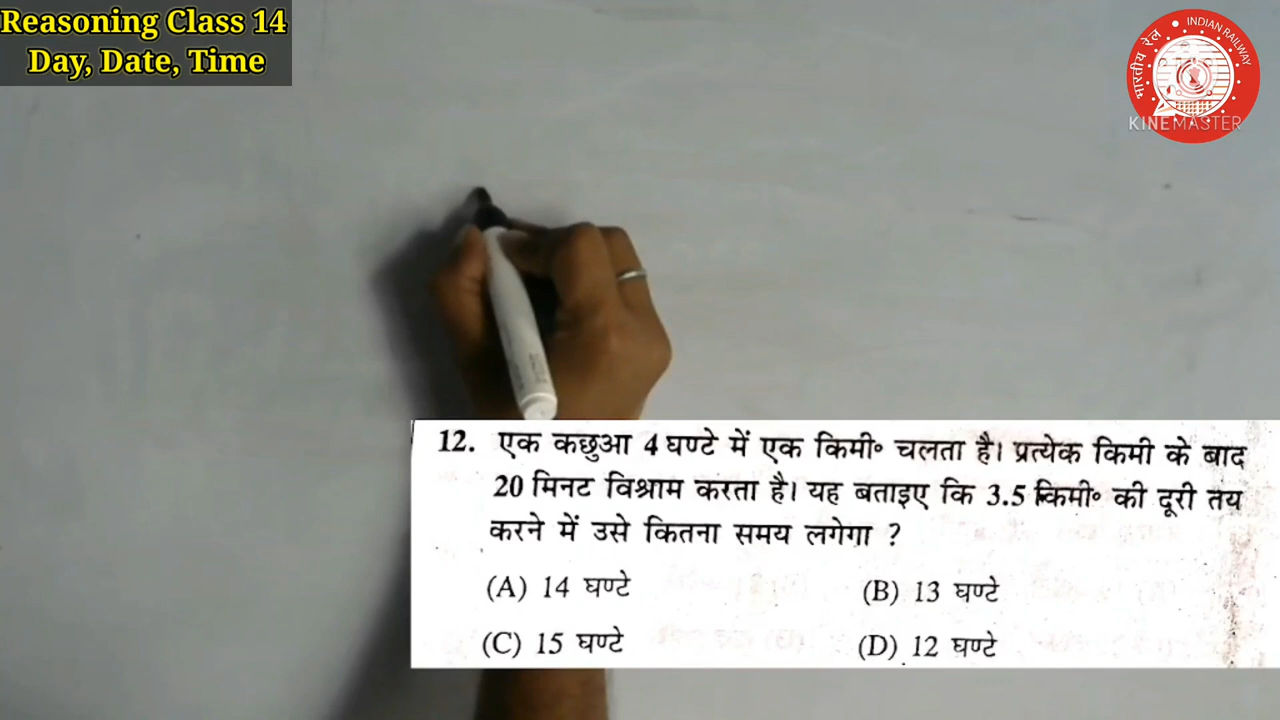 Reasoning Class 14
Day, Date, Time
भारतीय रेल • INDIAN RAILWAY
KINEMASTER
12. एक कछुआ 4 घण्टे में एक किमी॰ चलता है। प्रत्येक किमी के बाद
20 मिनट विश्राम करता है। यह बताइए कि 3.5 किमी॰ की दूरी तय
करने में उसे कितना समय लगेगा ?
(A) 14 घण्टे (B) 13 घण्टे
(C) 15 घण्टे (D) 12 घण्टे